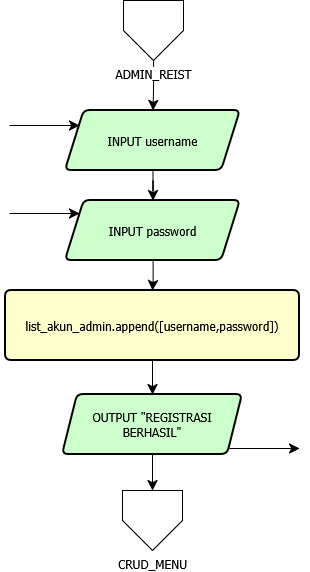 ADMIN_REIST
INPUT username
INPUT password
list_akun_admin.append([username,password])
OUTPUT "REGISTRASI
BERHASIL"
CRUD_MENU